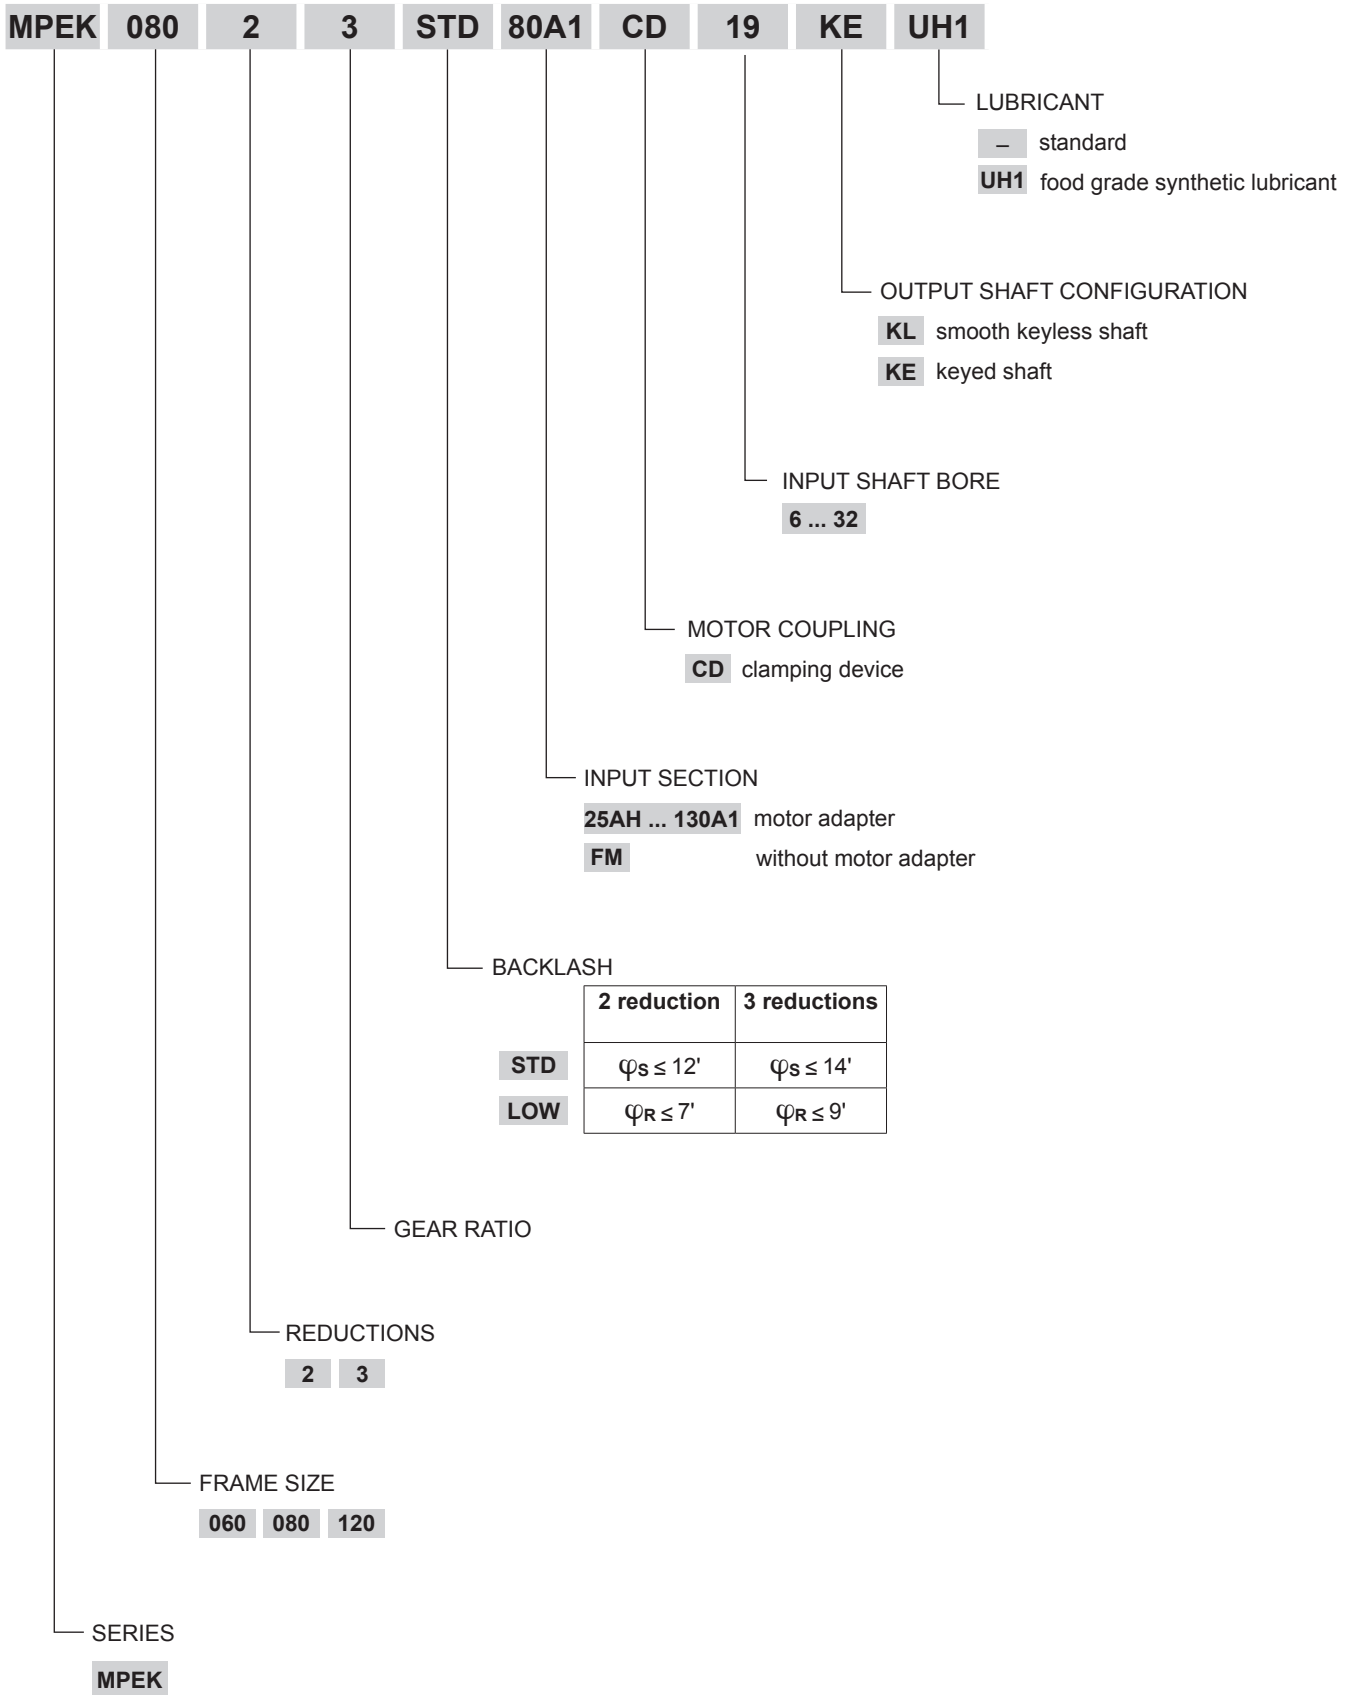 MPEK 080 2 3 STD 80A1 CD 19 KE UH1
LUBRICANT
– standard
UH1 food grade synthetic lubricant
OUTPUT SHAFT CONFIGURATION
KL smooth keyless shaft
KE keyed shaft
INPUT SHAFT BORE
6 ... 32
MOTOR COUPLING
CD clamping device
INPUT SECTION
25AH ... 130A1 motor adapter
FM without motor adapter
BACKLASH
2 reduction 3 reductions
STD φS ≤ 12' φS ≤ 14'
LOW φR ≤ 7' φR ≤ 9'
GEAR RATIO
REDUCTIONS
2 3
FRAME SIZE
060 080 120
SERIES
MPEK